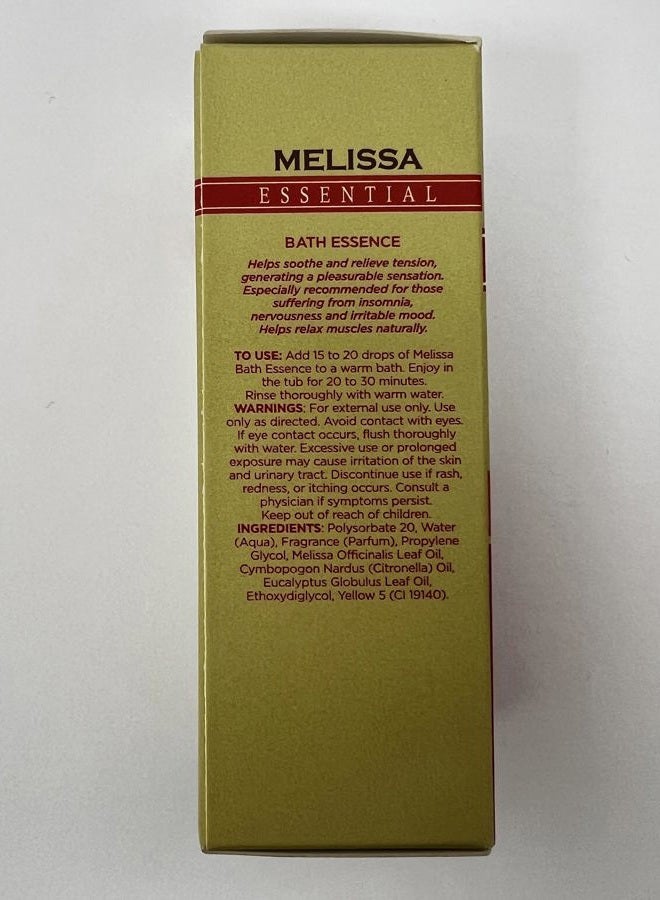 MELISSA
ESSENTIAL
BATH ESSENCE
Helps soothe and relieve tension,
generating a pleasurable sensation.
Especially recommended for those
suffering from insomnia,
nervousness and irritable mood.
Helps relax muscles naturally.
TO USE: Add 15 to 20 drops of Melissa
Bath Essence to a warm bath. Enjoy in
the tub for 20 to 30 minutes.
Rinse thoroughly with warm water.
WARNINGS: For external use only. Use
only as directed. Avoid contact with eyes.
If eye contact occurs, flush thoroughly
with water. Excessive use or prolonged
exposure may cause irritation of the skin
and urinary tract. Discontinue use if rash,
redness, or itching occurs. Consult a
physician if symptoms persist.
Keep out of reach of children.
INGREDIENTS: Polysorbate 20, Water
(Aqua), Fragrance (Parfum), Propylene
Glycol, Melissa Officinalis Leaf Oil,
Cymbopogon Nardus (Citronella) Oil,
Eucalyptus Globulus Leaf Oil,
Ethoxydiglycol, Yellow 5 (CI 19140).